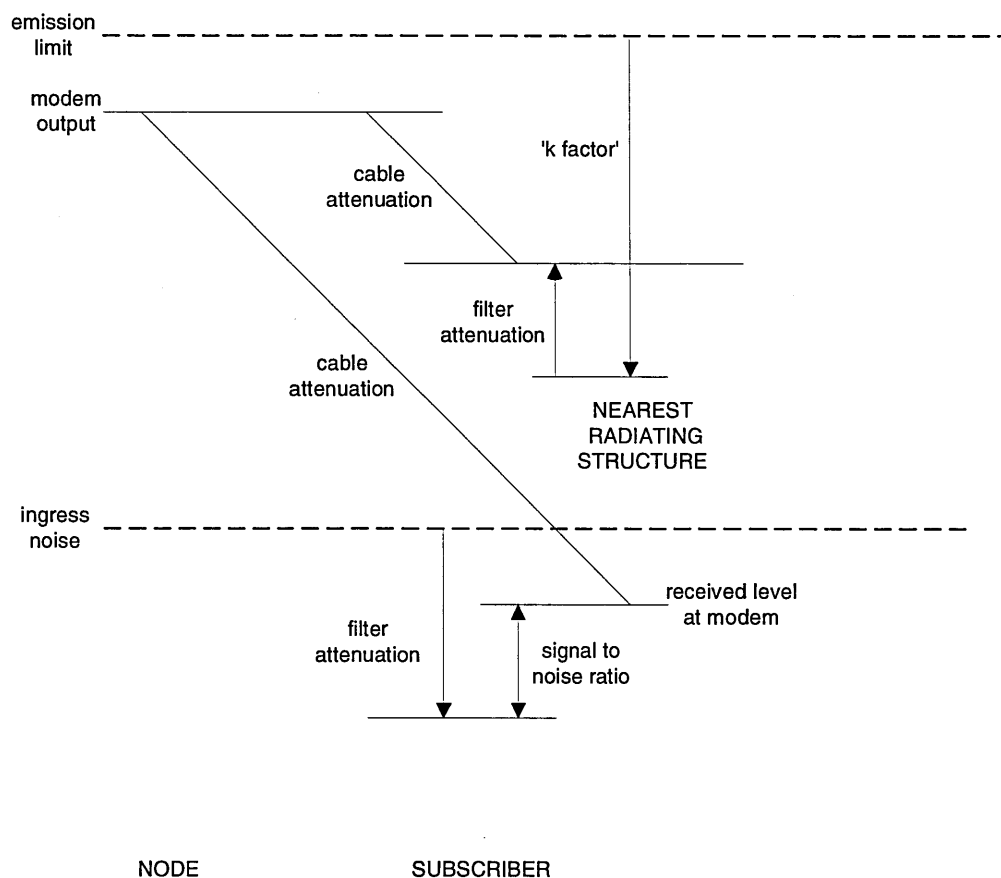 emission
limit
modem
output
'k factor'
cable
attenuation
filter
attenuation
cable
attenuation
NEAREST
RADIATING
STRUCTURE
ingress
noise
received level
at modem
filter
attenuation
signal to
noise ratio
NODE
SUBSCRIBER